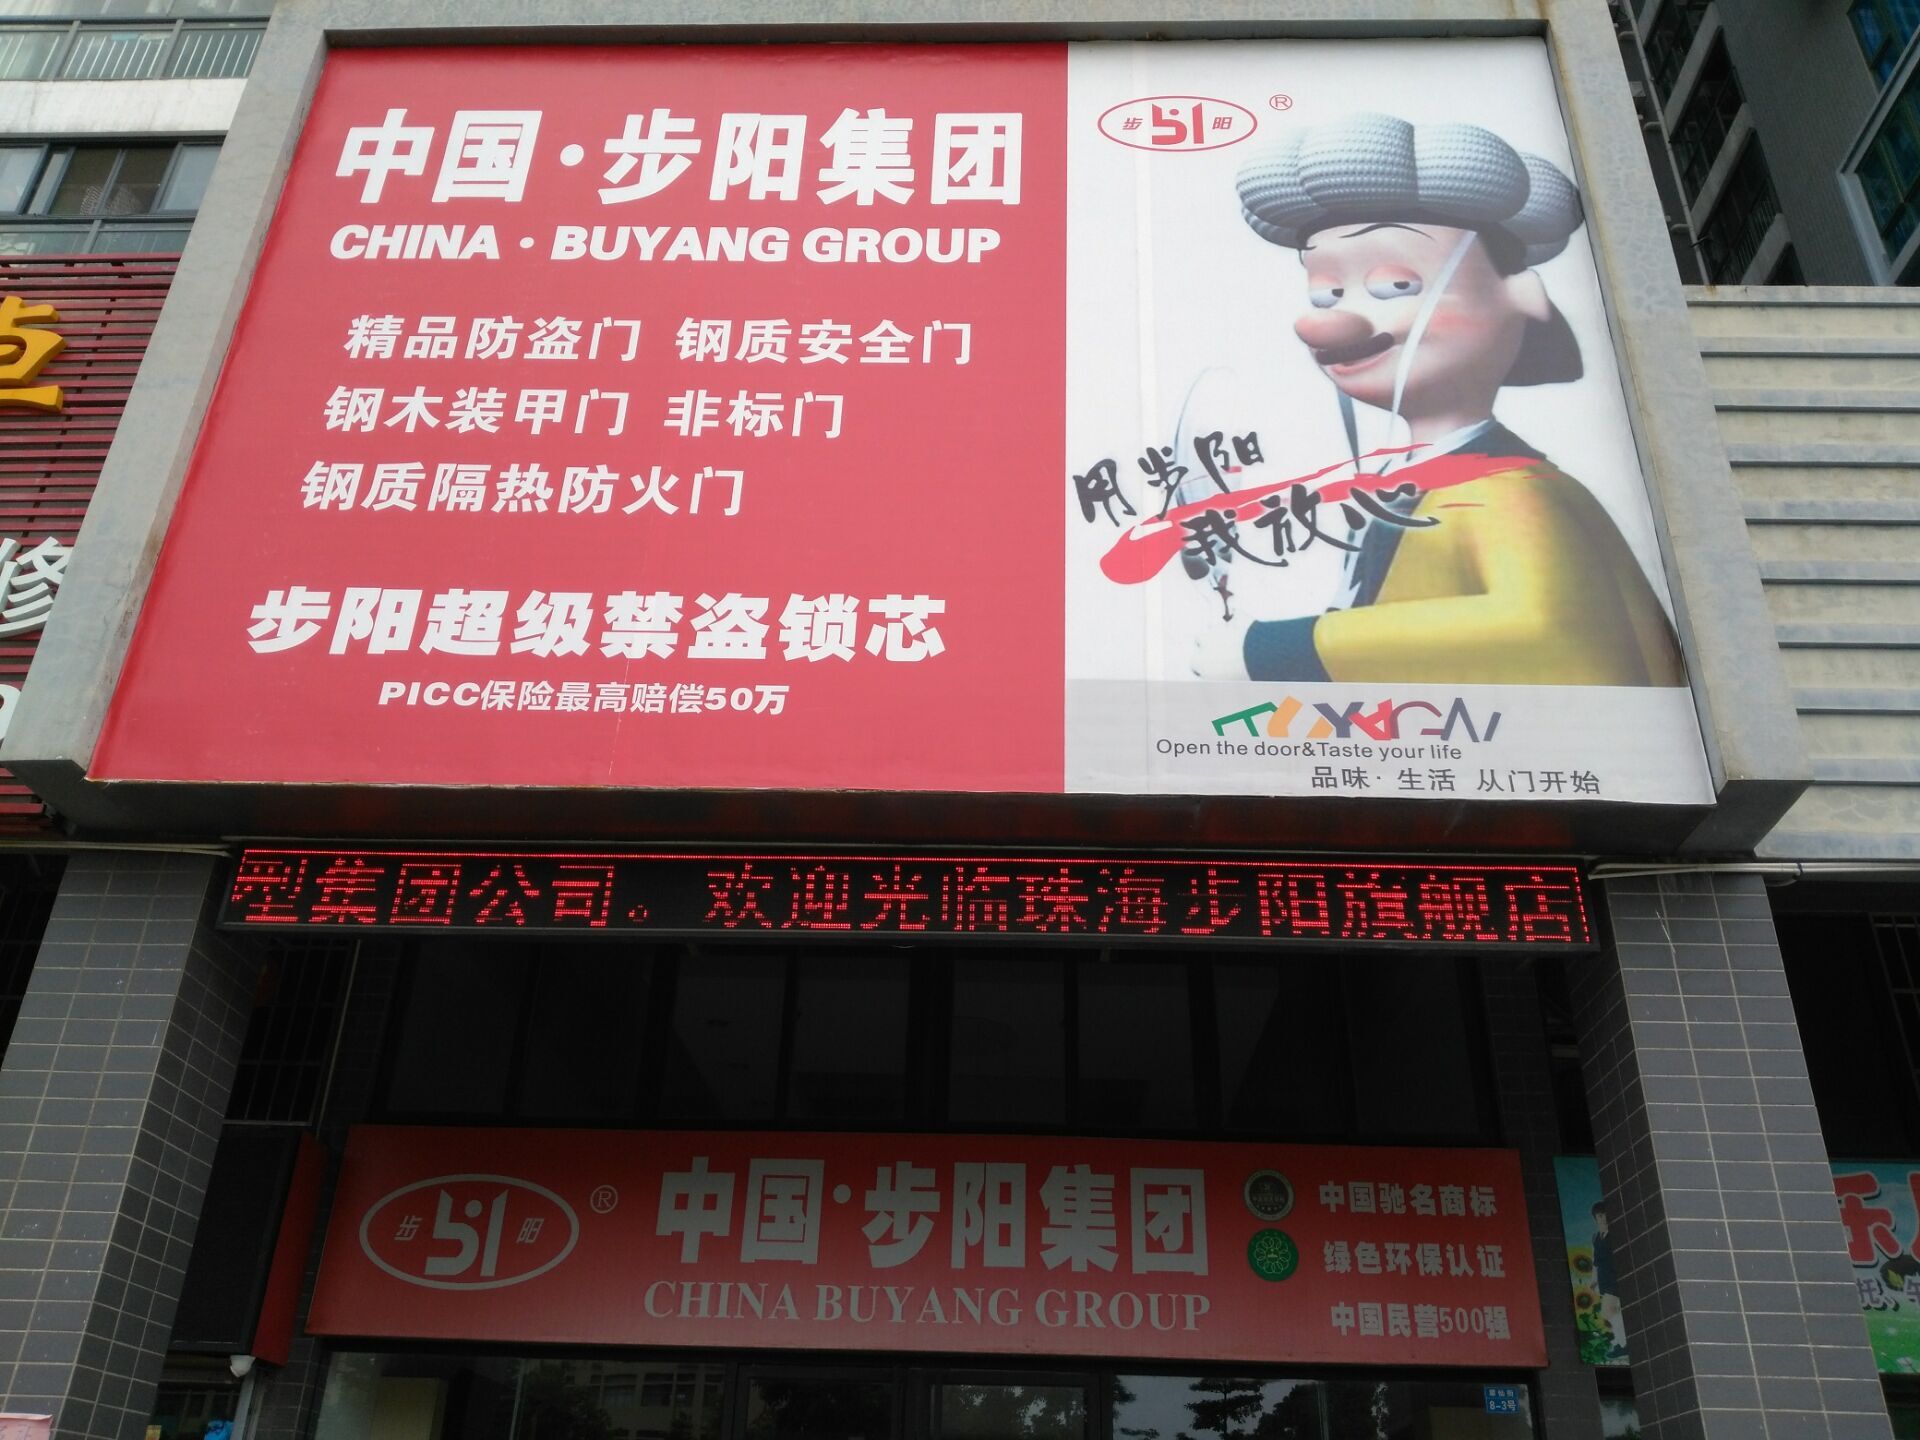 中国·步阳集团
CHINA·BUYANG GROUP
精品防盗门 钢质安全门
钢木装甲门 非标门
钢质隔热防火门
步阳超级禁盗锁芯
PICC保险最高赔偿50万
步 阳 ®
用步阳
我放心
Open the door&Taste your life
品味·生活 从门开始
型集团公司。欢迎光临珠海步阳旗舰店
步 阳 ®
中国·步阳集团
CHINA BUYANG GROUP
中国驰名商标
绿色环保认证
中国民营500强
8-3号
修